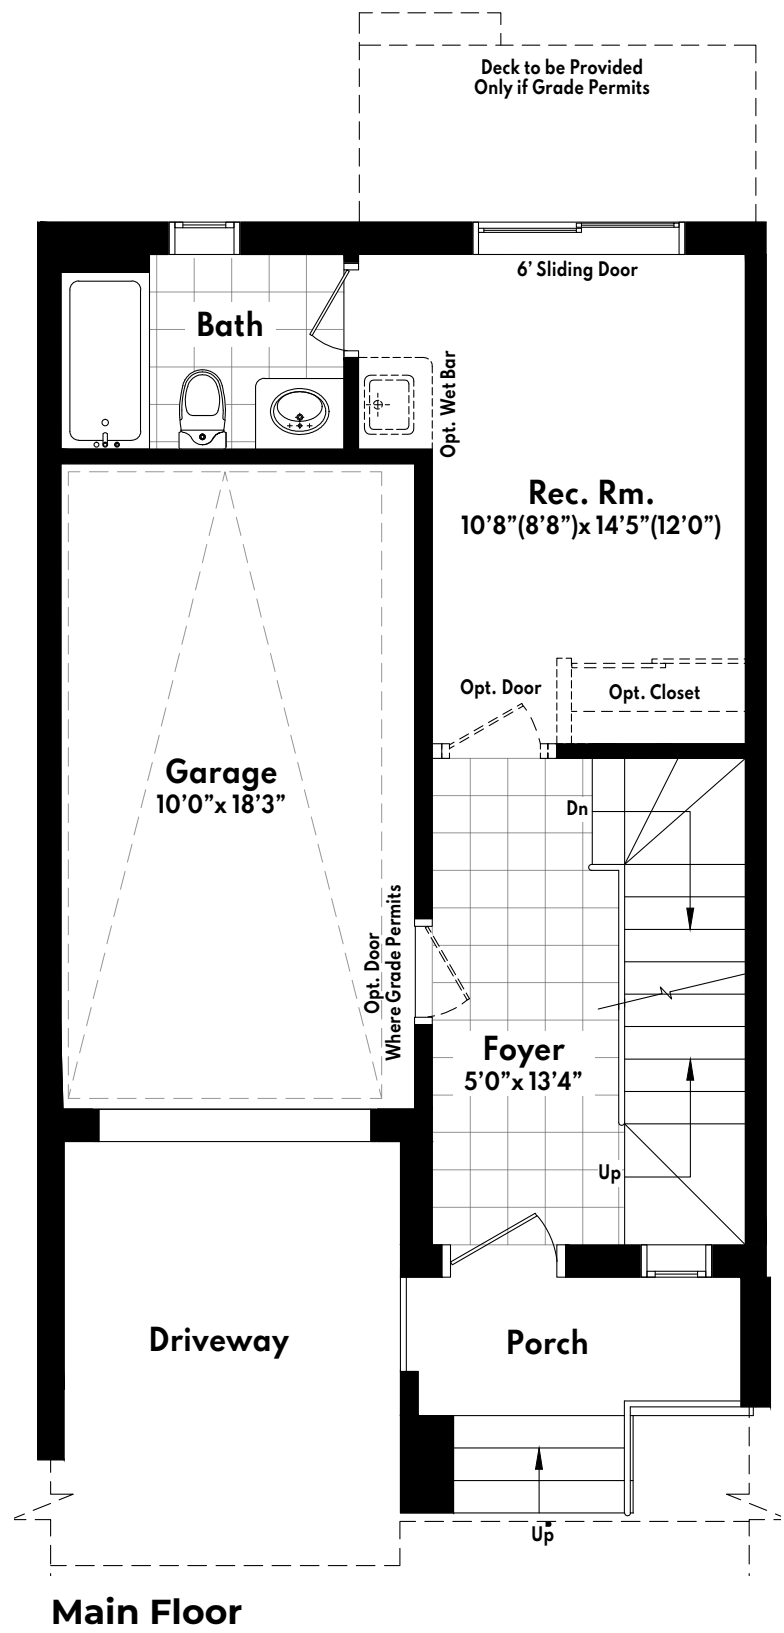 Deck to be Provided
Only if Grade Permits
6’ Sliding Door
Bath
Opt. Wet Bar
Rec. Rm.
10’8”(8’8”)x 14’5”(12’0”)
Opt. Door
Opt. Closet
Garage
10’0”x 18’3”
Dn
Opt. Door
Where Grade Permits
Foyer
5’0”x 13’4”
Up
Driveway
Porch
Up
Main Floor